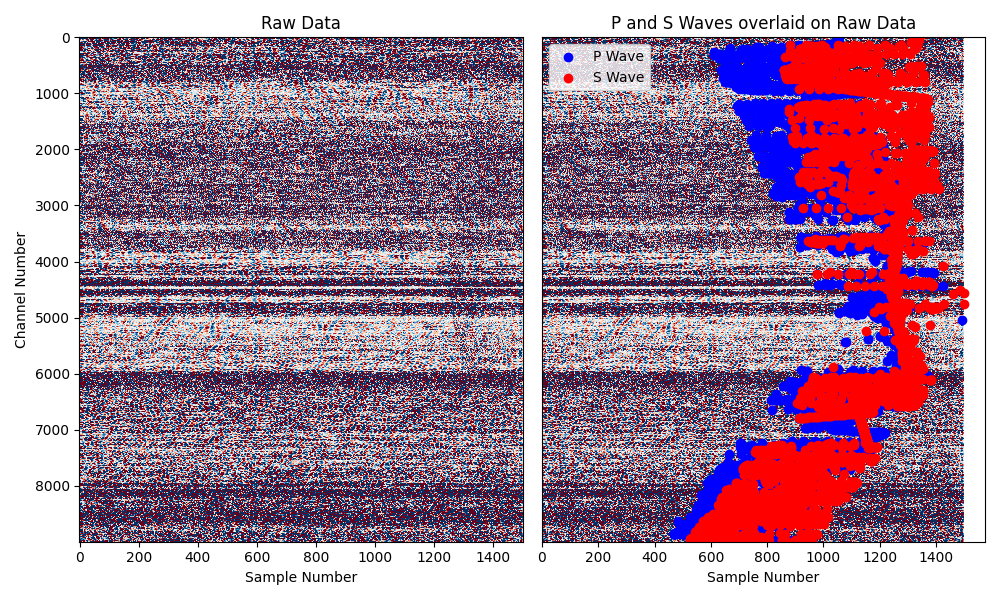 Raw Data
P and S Waves overlaid on Raw Data
P Wave
S Wave
Channel Number
0
1000
2000
3000
4000
5000
6000
7000
8000
0 200 400 600 800 1000 1200 1400
0 200 400 600 800 1000 1200 1400
Sample Number
Sample Number